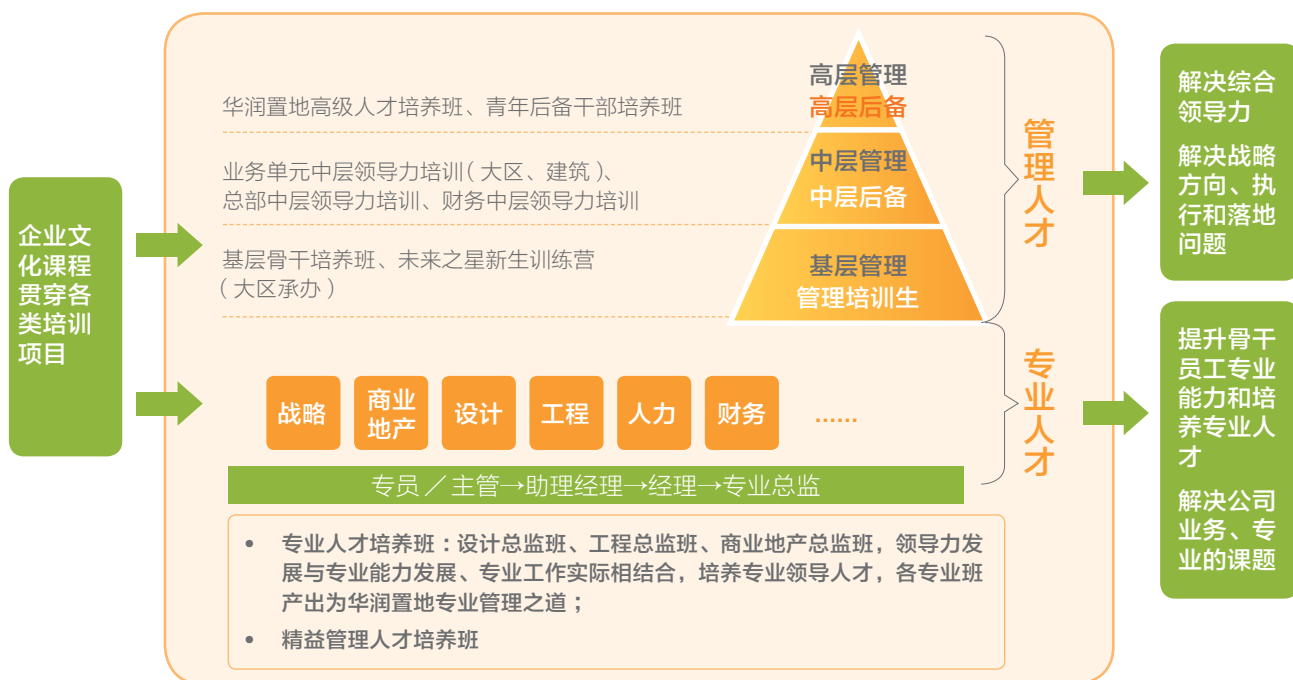 企业文
化课程
贯穿各
类培训
项目
华润置地高级人才培养班、青年后备干部培养班
业务单元中层领导力培训（大区、建筑）、
总部中层领导力培训、财务中层领导力培训
基层骨干培养班、未来之星新生训练营
（大区承办）
高层管理
高层后备
中层管理
中层后备
基层管理
管理培训生
管理人才
专业人才
战略
商业
地产
设计
工程
人力
财务
……
专员／主管→助理经理→经理→专业总监
• 专业人才培养班：设计总监班、工程总监班、商业地产总监班，领导力发
展与专业能力发展、专业工作实际相结合，培养专业领导人才，各专业班
产出为华润置地专业管理之道；
• 精益管理人才培养班
解决综合
领导力
解决战略
方向、执
行和落地
问题
提升骨干
员工专业
能力和培
养专业人
才
解决公司
业务、专
业的课题